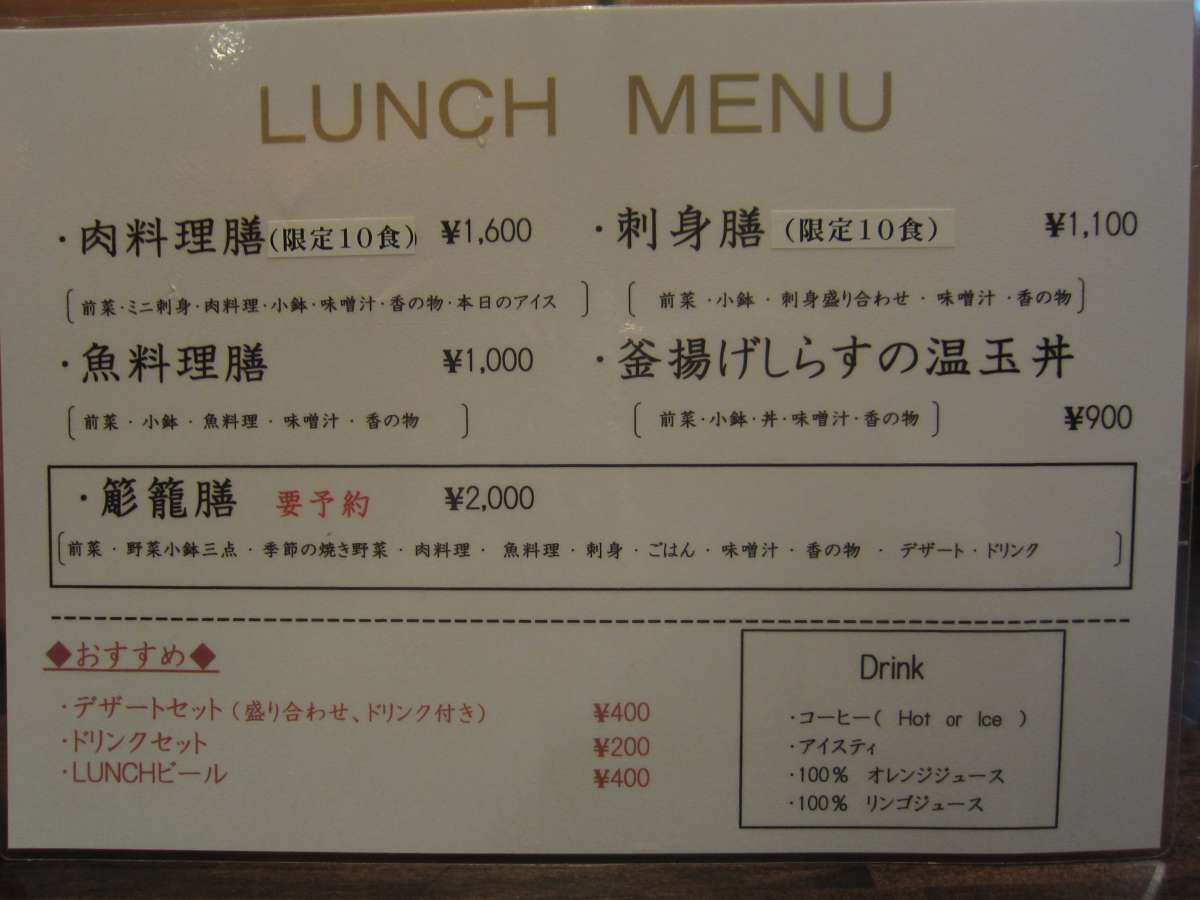 LUNCH MENU
・肉料理膳(限定10食) ¥1,600
前菜・ミニ刺身・肉料理・小鉢・味噌汁・香の物・本日のアイス
・刺身膳 (限定10食) ¥1,100
前菜・小鉢・刺身盛り合わせ・味噌汁・香の物
・魚料理膳 ¥1,000
前菜・小鉢・魚料理・味噌汁・香の物
・釜揚げしらすの温玉丼
前菜・小鉢・丼・味噌汁・香の物 ¥900
・籠膳 要予約 ¥2,000
前菜・野菜小鉢三点・季節の焼き野菜・肉料理・魚料理・刺身・ごはん・味噌汁・香の物・デザート・ドリンク
◆おすすめ◆
・デザートセット(盛り合わせ、ドリンク付き) ¥400
・ドリンクセット ¥200
・LUNCHビール ¥400
Drink
・コーヒー( Hot or Ice )
・アイスティ
・100% オレンジジュース
・100% リンゴジュース